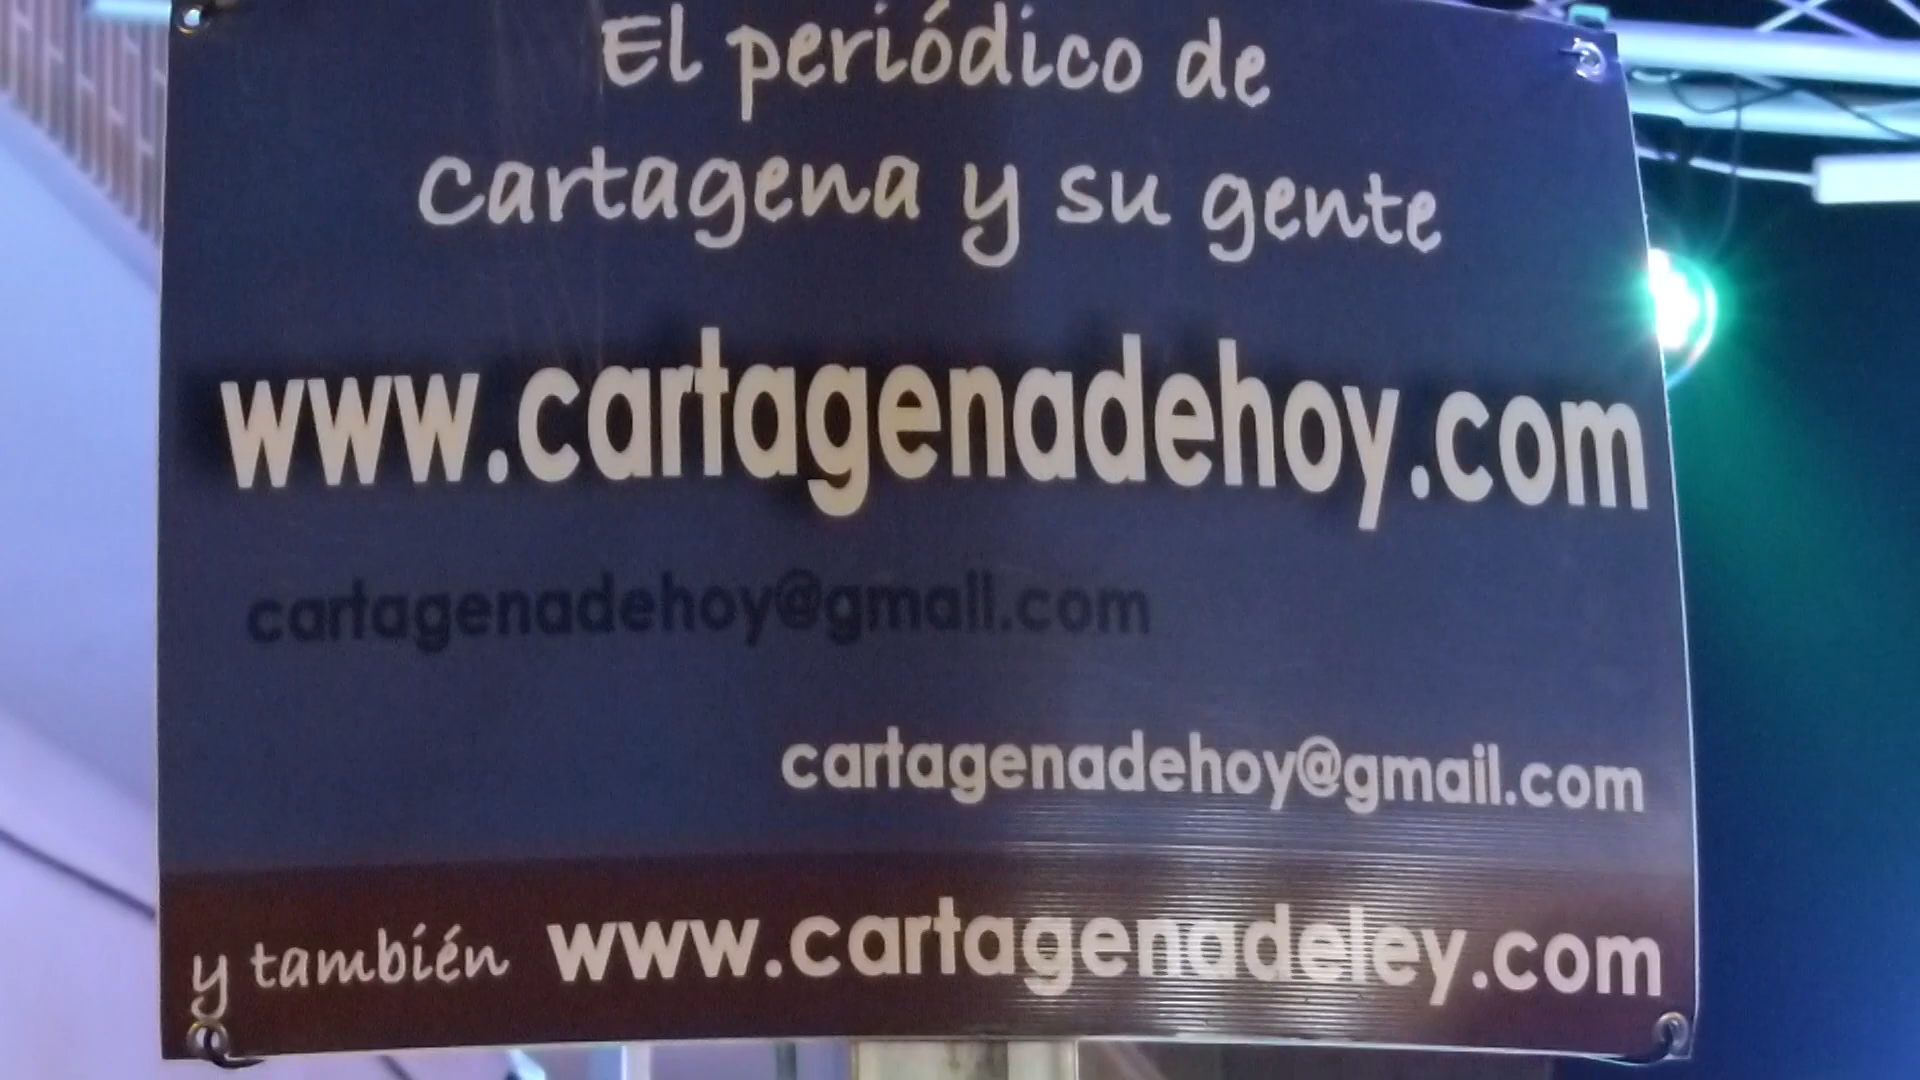 El periódico de
Cartagena y su gente
www.cartagenadehoy.com
cartagenadehoy@gmail.com
cartagenadehoy@gmail.com
y también www.cartagenadeley.com